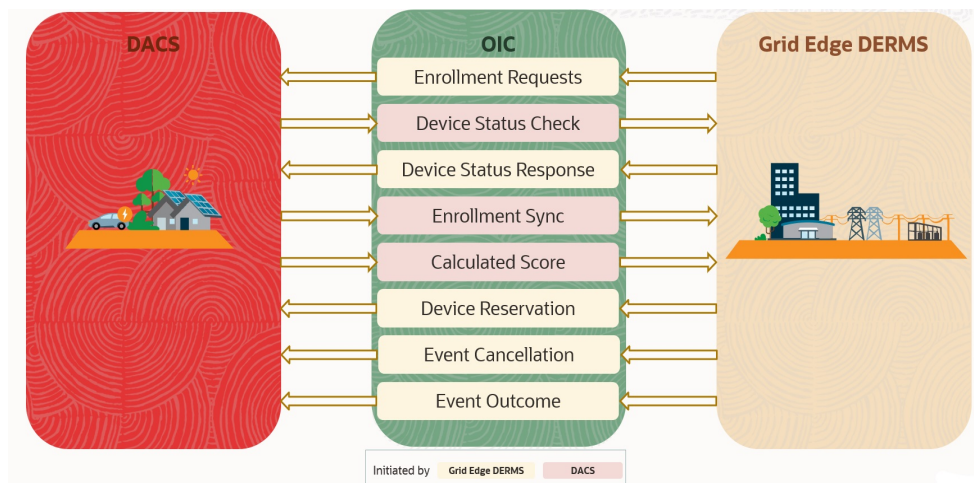 DACS
OIC
Grid Edge DERMS
Enrollment Requests
Device Status Check
Device Status Response
Enrollment Sync
Calculated Score
Device Reservation
Event Cancellation
Event Outcome
Initiated by Grid Edge DERMS DACS